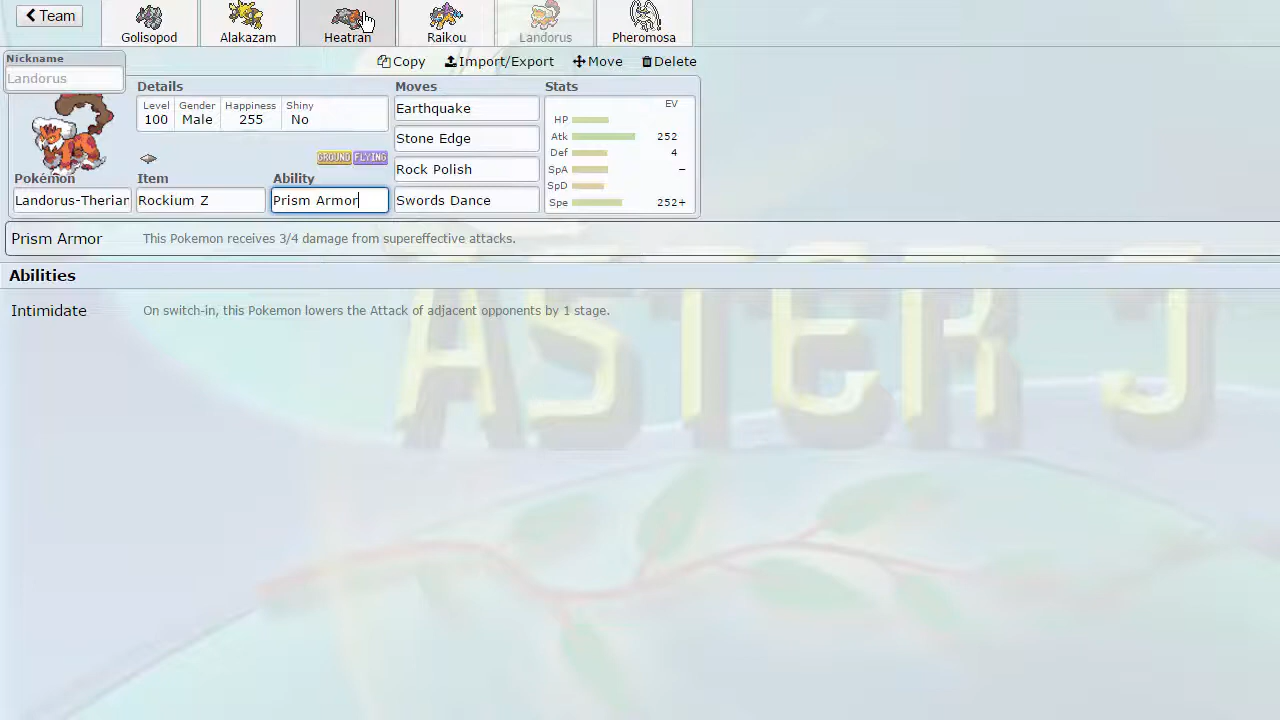 Team
Golisopod
Alakazam
Heatran
Raikou
Landorus
Pheromosa
Nickname
Landorus
Copy
Import/Export
Move
Delete
Details
Moves
Stats
Level
100
Gender
Male
Happiness
255
Shiny
No
Earthquake
Stone Edge
Rock Polish
Swords Dance
EV
HP
Atk 252
Def 4
SpA –
SpD
Spe 252+
GROUND FLYING
Pokémon
Landorus-Therian
Item
Rockium Z
Ability
Prism Armor
Prism Armor This Pokemon receives 3/4 damage from supereffective attacks.
Abilities
Intimidate On switch-in, this Pokemon lowers the Attack of adjacent opponents by 1 stage.
ASTER J